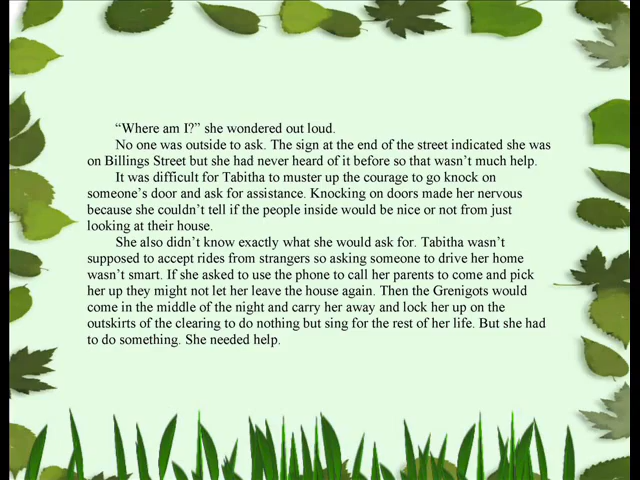 “Where am I?” she wondered out loud.
No one was outside to ask. The sign at the end of the street indicated she was
on Billings Street but she had never heard of it before so that wasn’t much help.
It was difficult for Tabitha to muster up the courage to go knock on
someone’s door and ask for assistance. Knocking on doors made her nervous
because she couldn’t tell if the people inside would be nice or not from just
looking at their house.
She also didn’t know exactly what she would ask for. Tabitha wasn’t
supposed to accept rides from strangers so asking someone to drive her home
wasn’t smart. If she asked to use the phone to call her parents to come and pick
her up they might not let her leave the house again. Then the Grenigots would
come in the middle of the night and carry her away and lock her up on the
outskirts of the clearing to do nothing but sing for the rest of her life. But she had
to do something. She needed help.